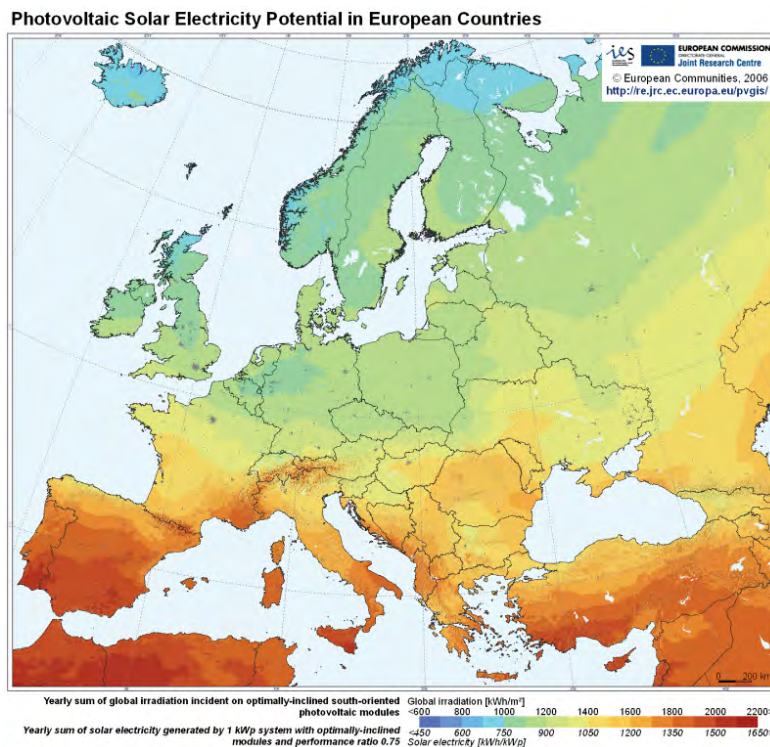 Photovoltaic Solar Electricity Potential in European Countries
ies
EUROPEAN COMMISSION
DIRECTORATE-GENERAL
Joint Research Centre
© European Communities, 2006
http://re.jrc.ec.europa.eu/pvgis/
200 km
Yearly sum of global irradiation incident on optimally-inclined south-oriented
photovoltaic modules
Global irradiation [kWh/m²]
<600 800 1000 1200 1400 1600 1800 2000 2200>
<450 600 750 900 1050 1200 1350 1500 1650>
Solar electricity [kWh/kWp]
Yearly sum of solar electricity generated by 1 kWp system with optimally-inclined
modules and performance ratio 0.75